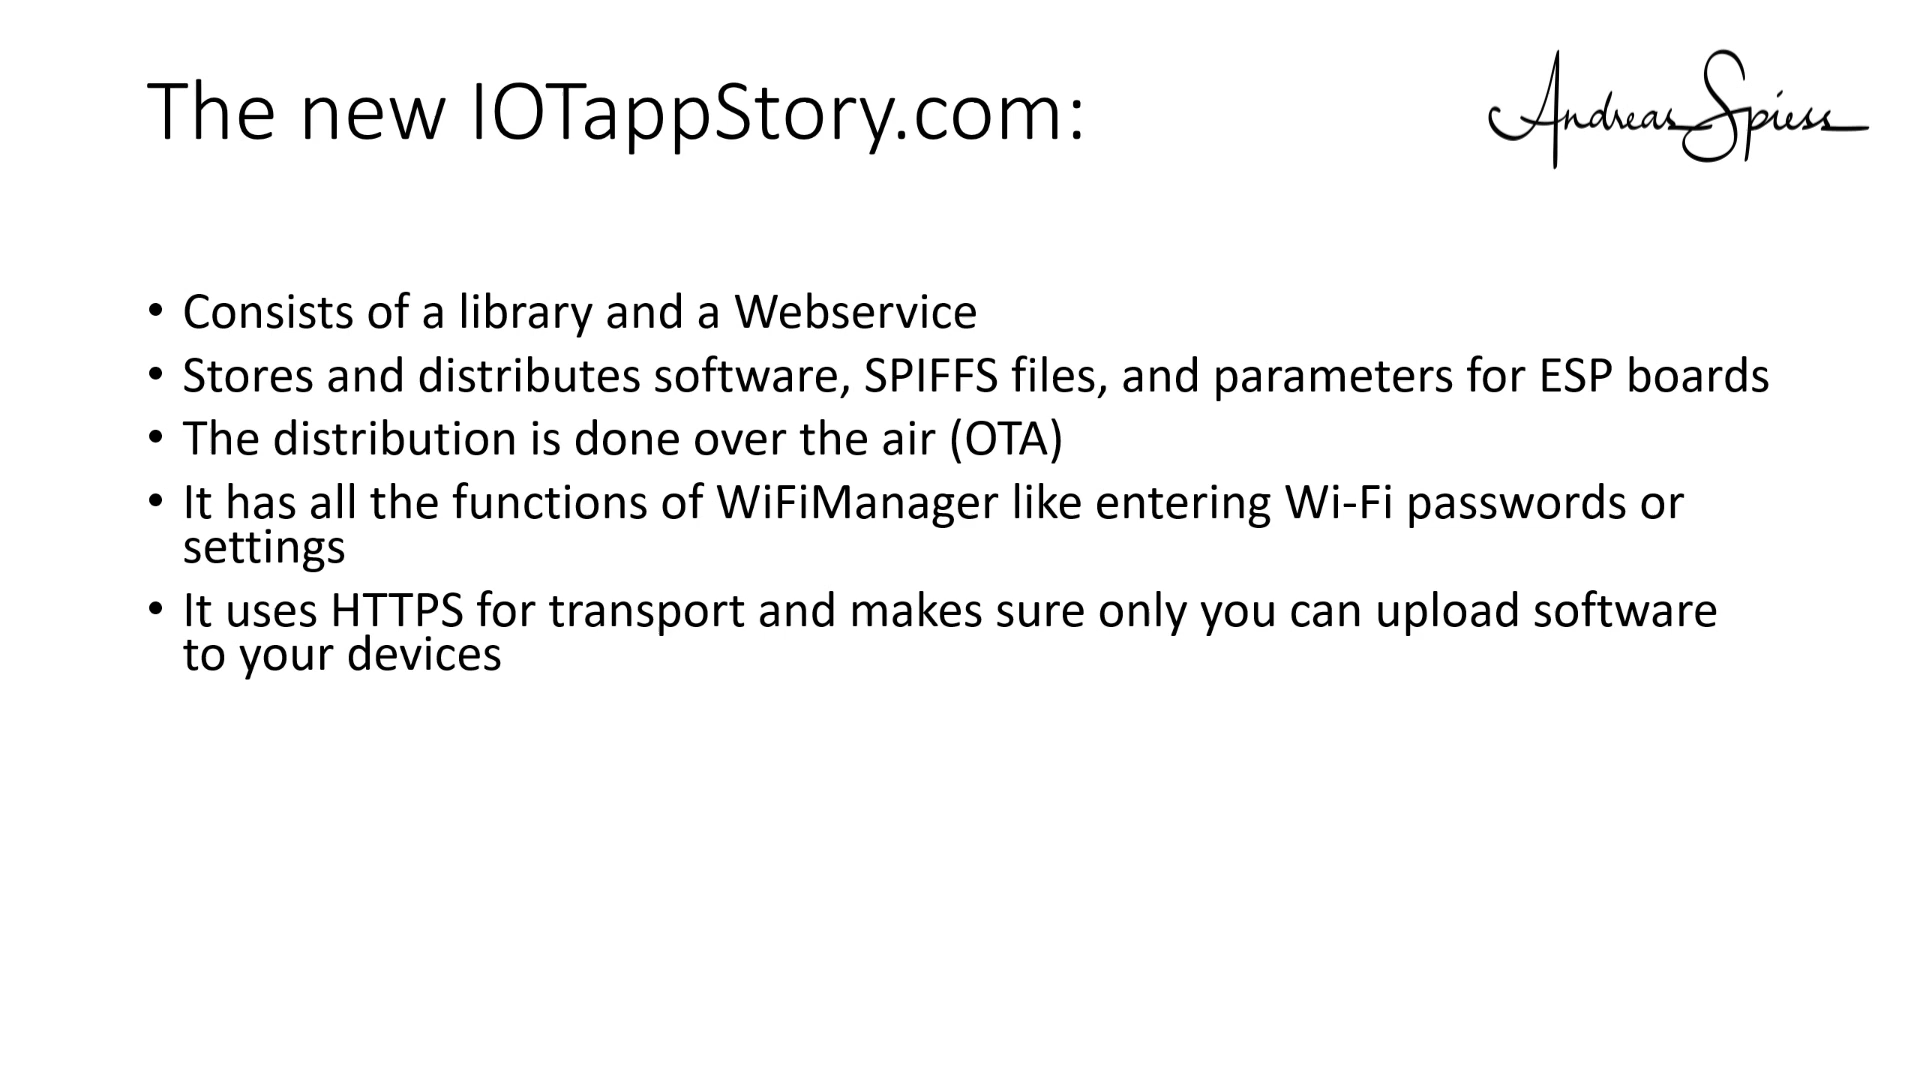 The new IOTappStory.com:
Andreas Spiess
• Consists of a library and a Webservice
• Stores and distributes software, SPIFFS files, and parameters for ESP boards
• The distribution is done over the air (OTA)
• It has all the functions of WiFiManager like entering Wi-Fi passwords or
settings
• It uses HTTPS for transport and makes sure only you can upload software
to your devices